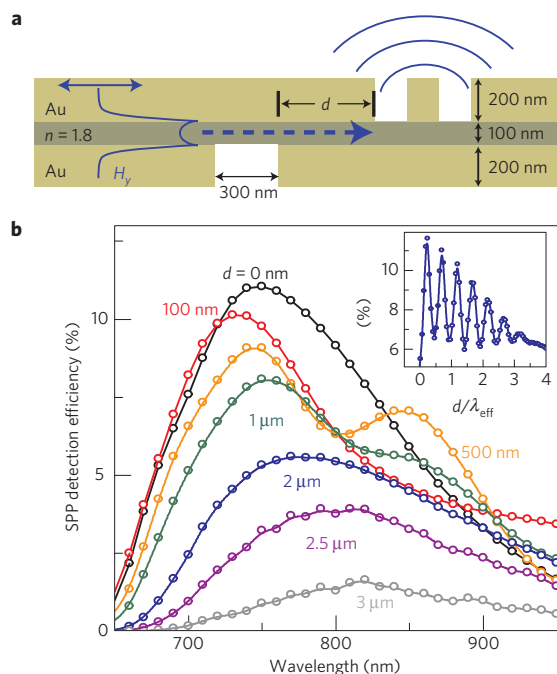 a
d
200 nm
Au
n = 1.8
100 nm
Au
H_y
300 nm
200 nm
b
SPP detection efficiency (%)
10
5
0
d = 0 nm
100 nm
1 μm
2 μm
2.5 μm
3 μm
500 nm
(%)
10
8
6
0 1 2 3 4
d/λ_eff
700 800 900
Wavelength (nm)